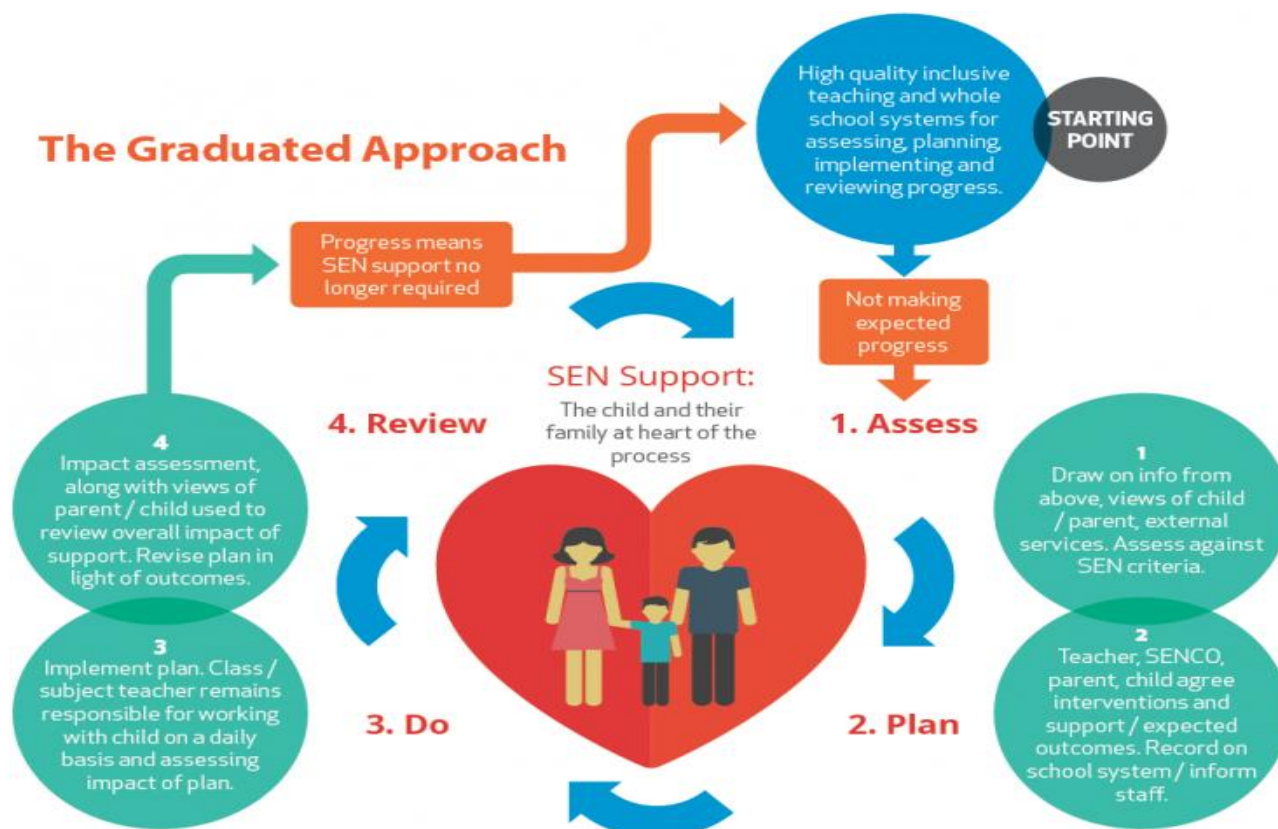 The Graduated Approach
High quality inclusive
teaching and whole
school systems for
assessing, planning,
implementing and
reviewing progress.
STARTING
POINT
Progress means
SEN support no
longer required
Not making
expected
progress
SEN Support:
The child and their
family at heart of the
process
4. Review
1. Assess
4
Impact assessment,
along with views of
parent / child used to
review overall impact of
support. Revise plan in
light of outcomes.
1
Draw on info from
above, views of child
/ parent, external
services. Assess against
SEN criteria.
3
Implement plan. Class /
subject teacher remains
responsible for working
with child on a daily
basis and assessing
impact of plan.
3. Do
2. Plan
2
Teacher, SENCO,
parent, child agree
interventions and
support / expected
outcomes. Record on
school system / inform
staff.